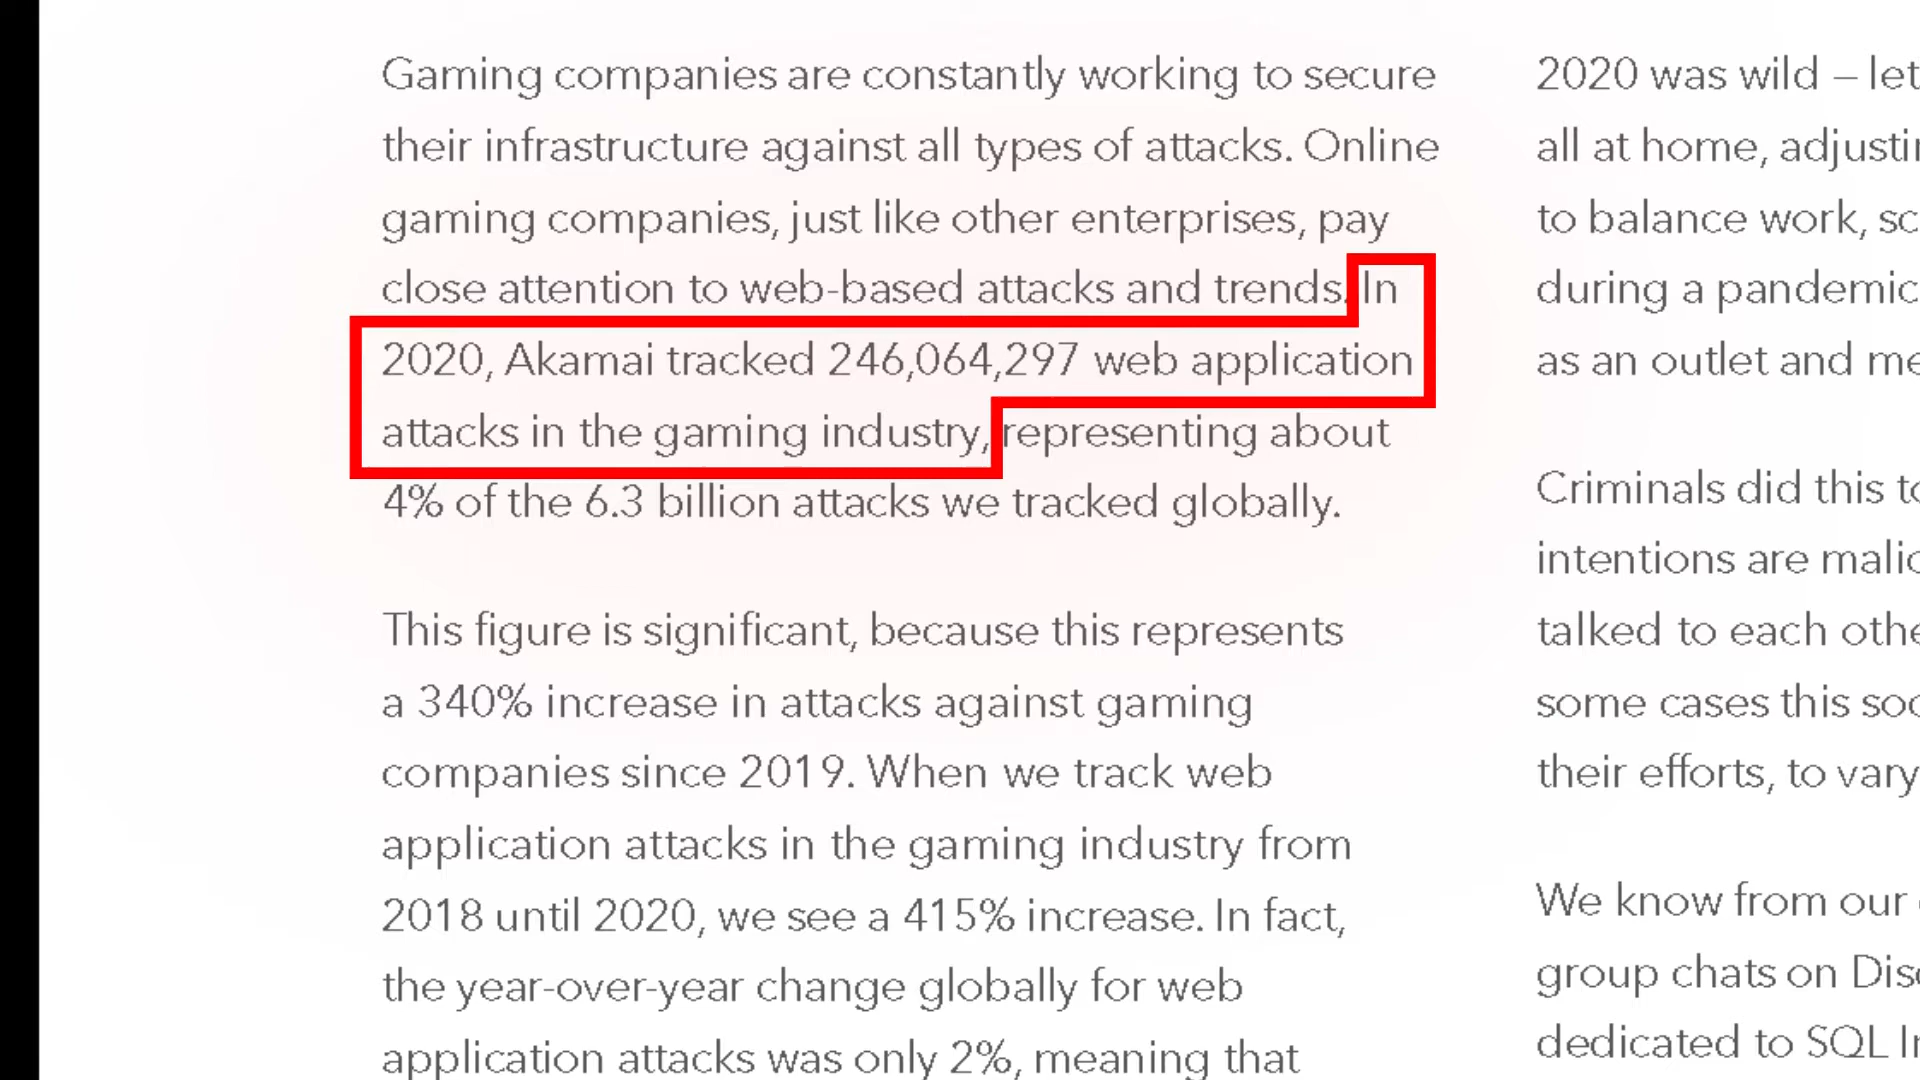 Gaming companies are constantly working to secure
their infrastructure against all types of attacks. Online
gaming companies, just like other enterprises, pay
close attention to web-based attacks and trends. In
2020, Akamai tracked 246,064,297 web application
attacks in the gaming industry, representing about
4% of the 6.3 billion attacks we tracked globally.
This figure is significant, because this represents
a 340% increase in attacks against gaming
companies since 2019. When we track web
application attacks in the gaming industry from
2018 until 2020, we see a 415% increase. In fact,
the year-over-year change globally for web
application attacks was only 2%, meaning that
2020 was wild – let
all at home,
to balance work,
during a pandemic
as an outlet and
Criminals did this
intentions are
talked to each
some cases this
their efforts, to vary
We know from our
group chats on
dedicated to SQL